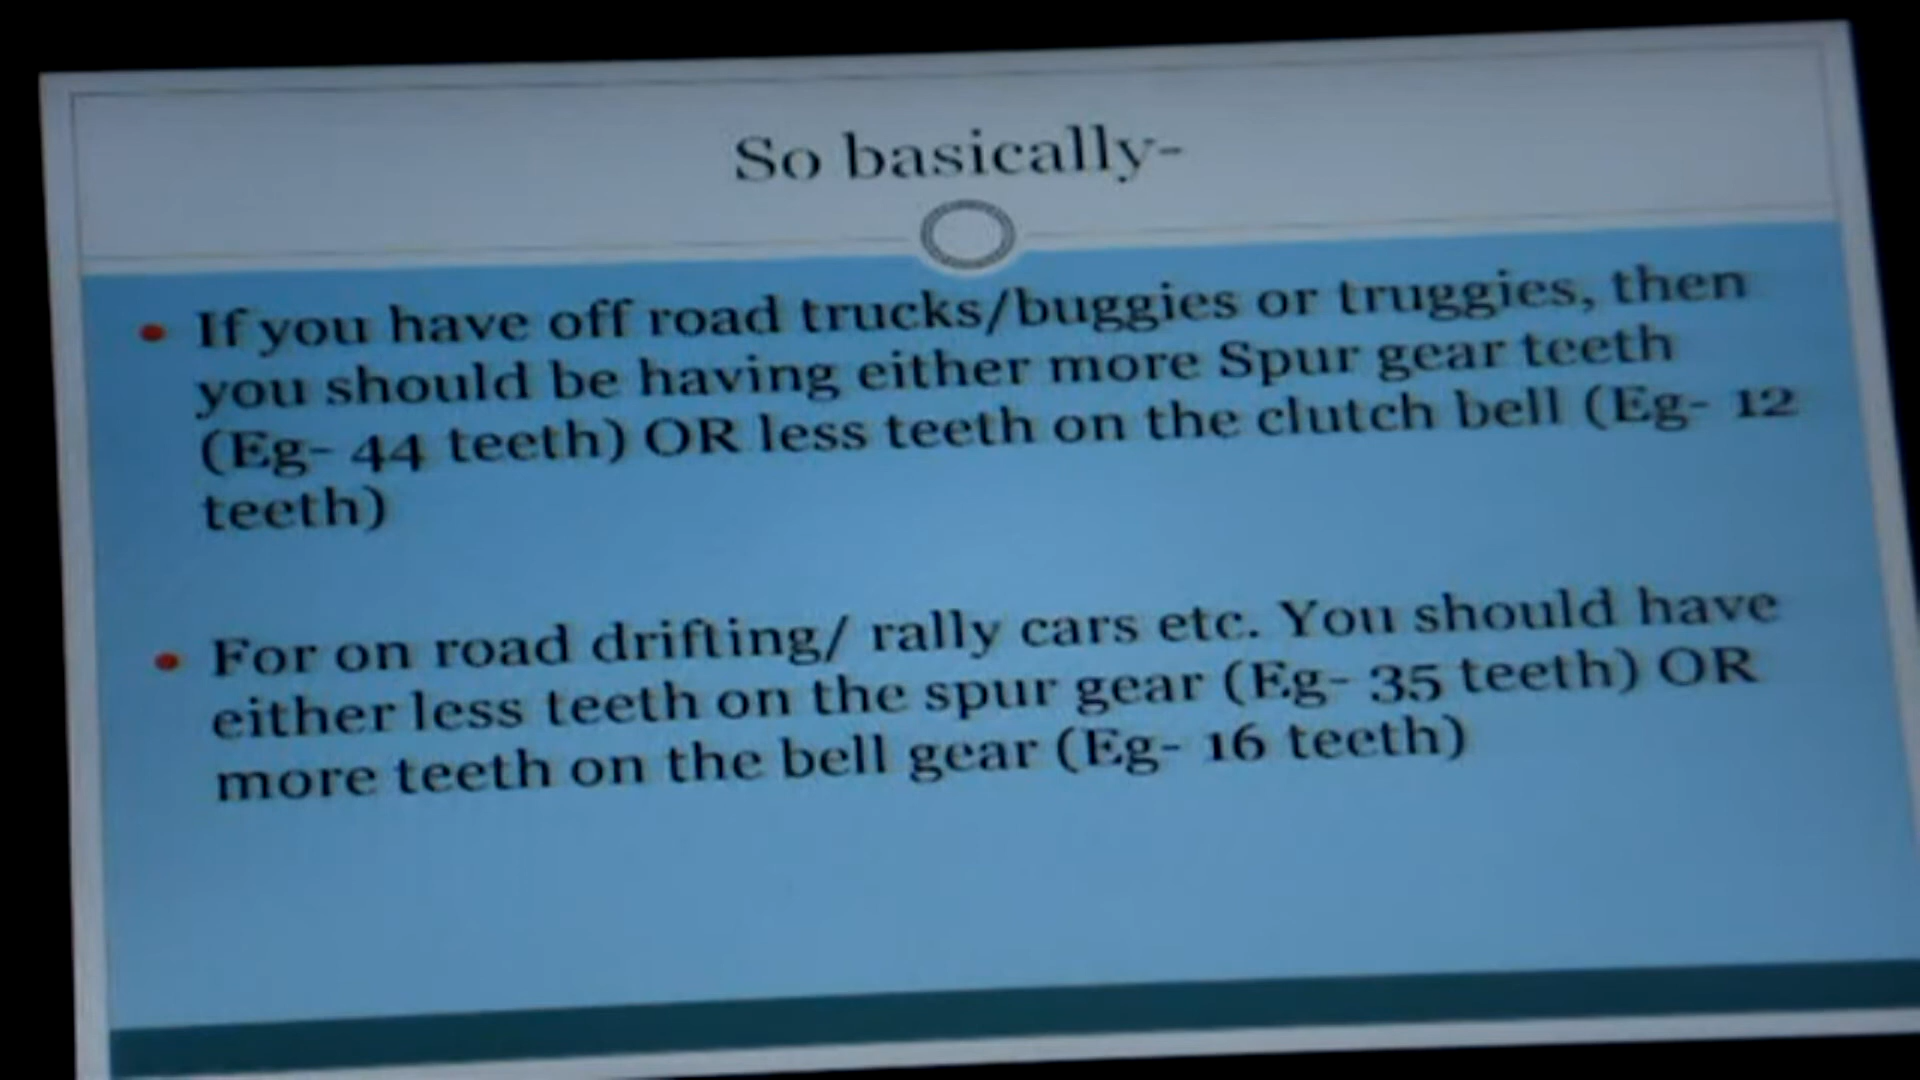 So basically-
• If you have off road trucks/buggies or truggies, then
you should be having either more Spur gear teeth
(Eg- 44 teeth) OR less teeth on the clutch bell (Eg- 12
teeth)
• For on road drifting/ rally cars etc. You should have
either less teeth on the spur gear (Eg- 35 teeth) OR
more teeth on the bell gear (Eg- 16 teeth)